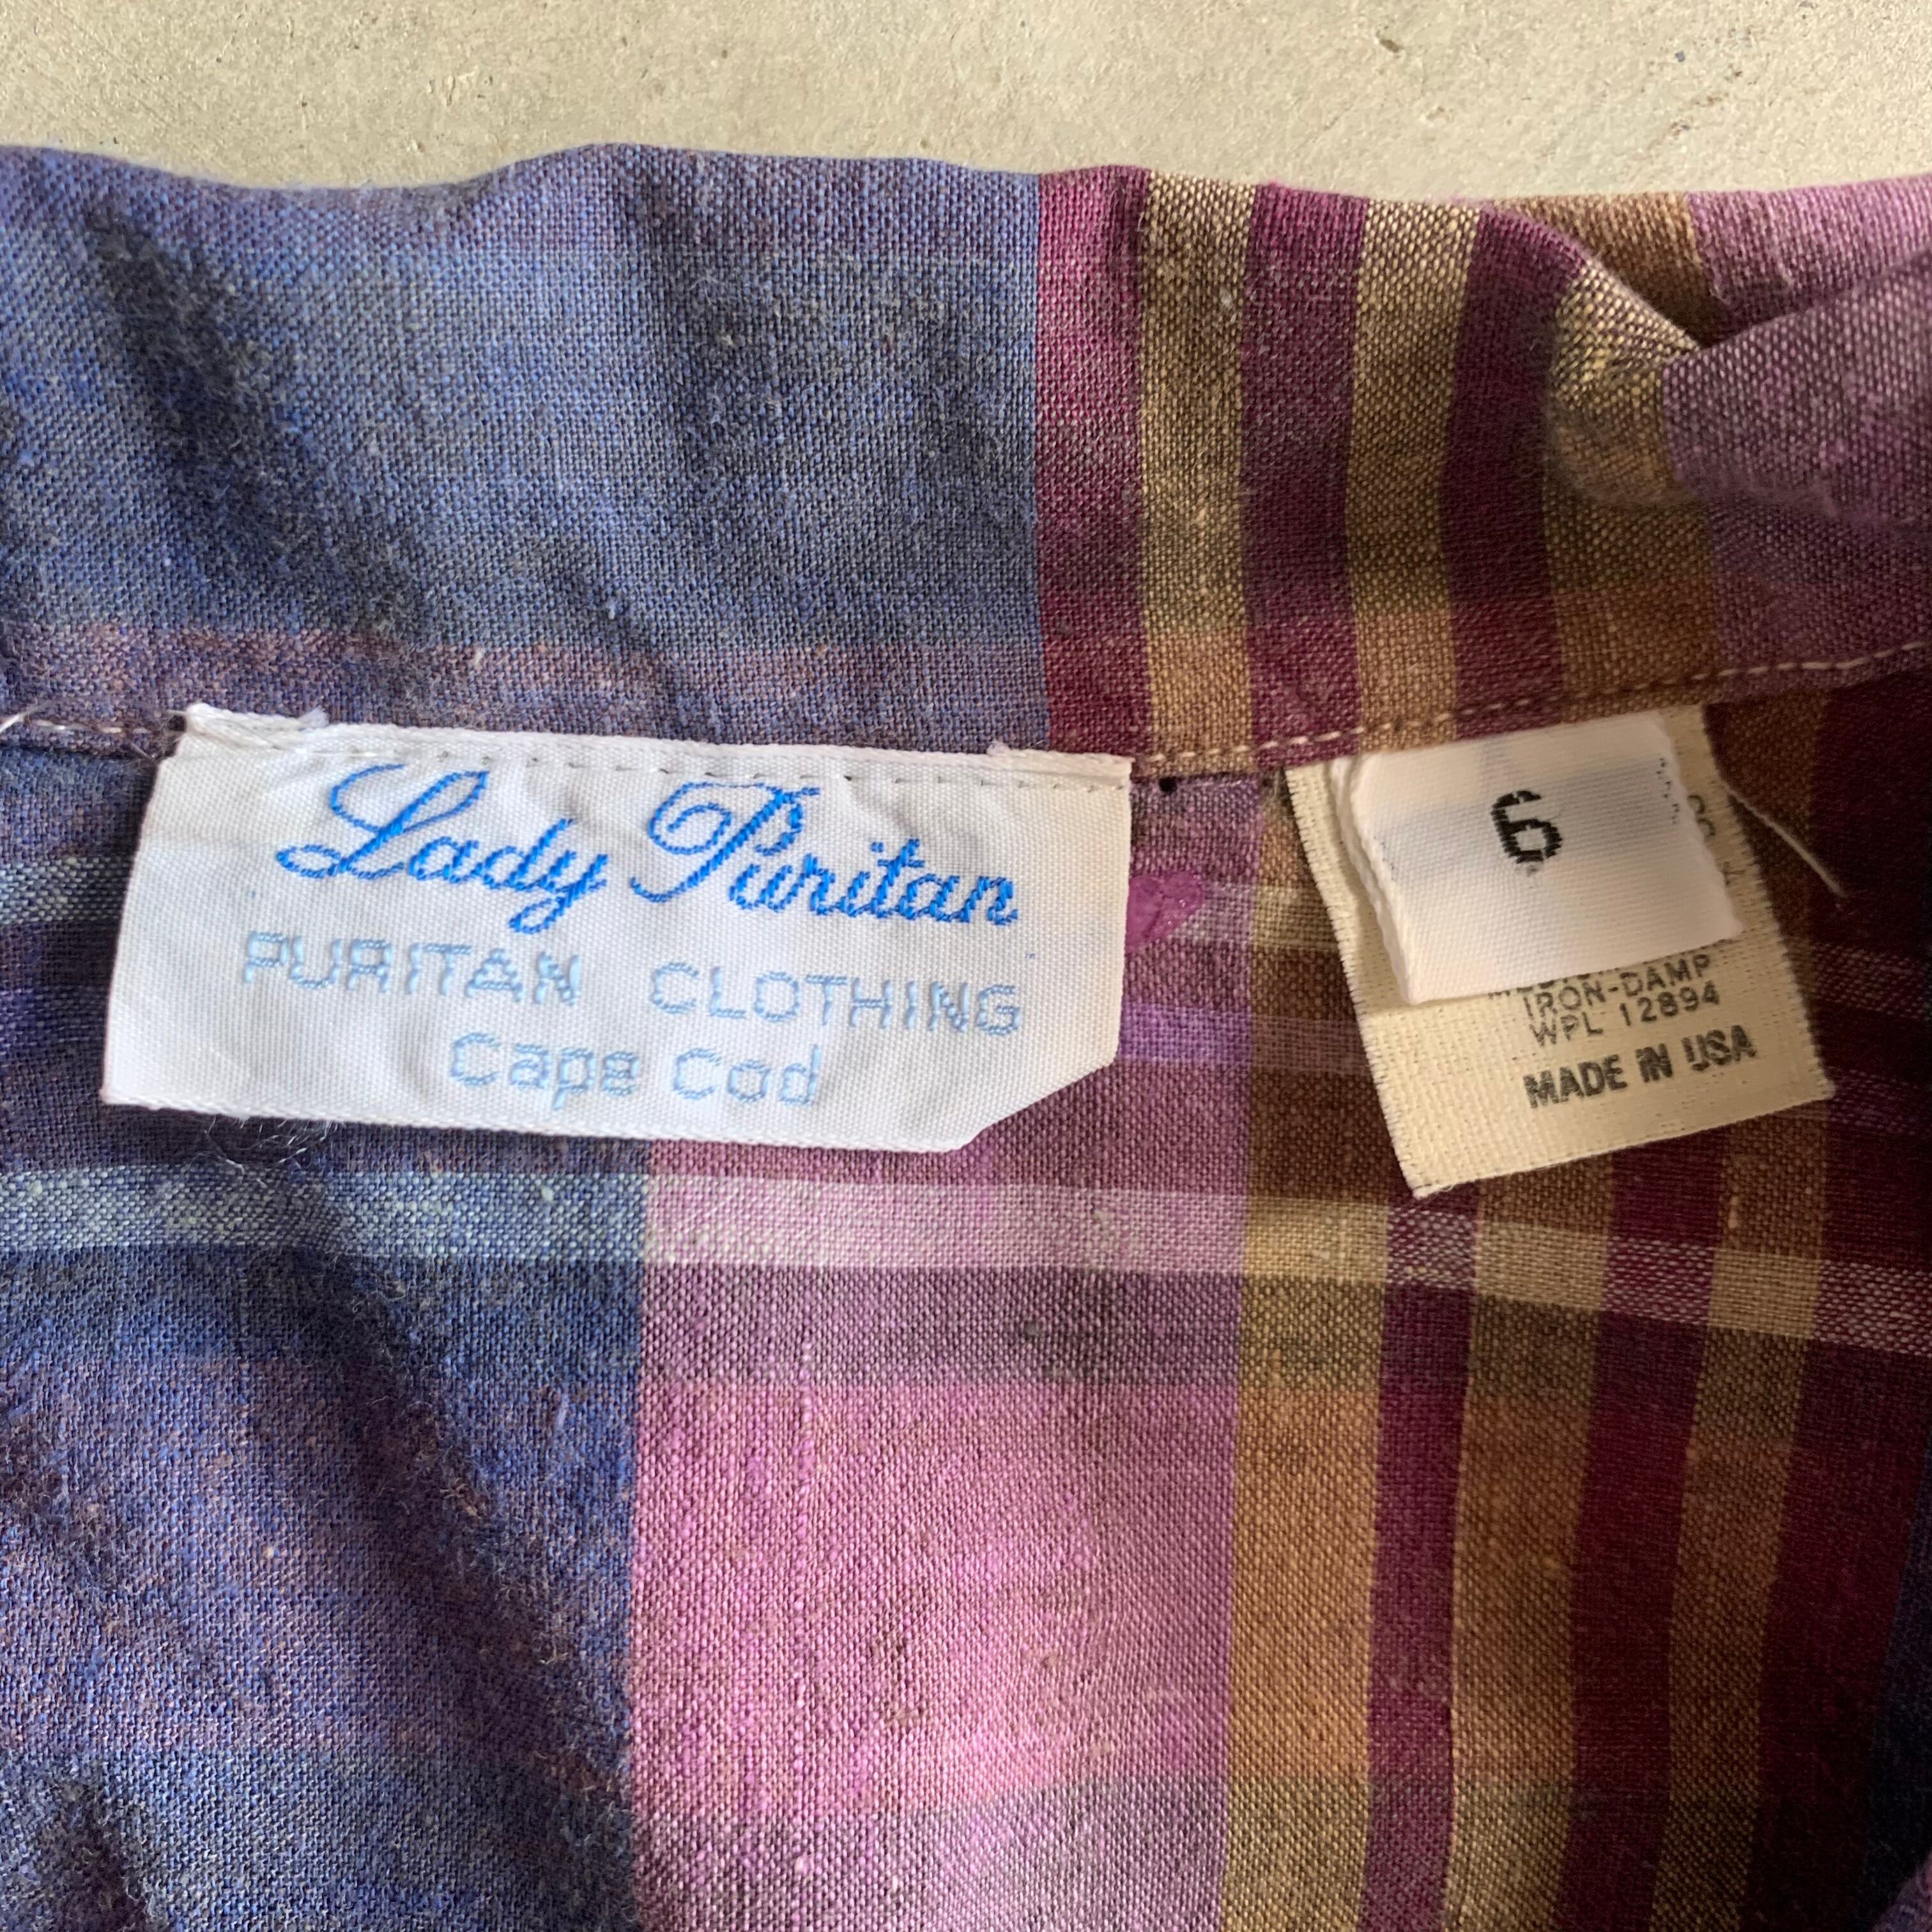 Lady Puritan
PURITAN CLOTHING
Cape Cod
6
IRON-DAMP
WPL 12894
MADE IN USA